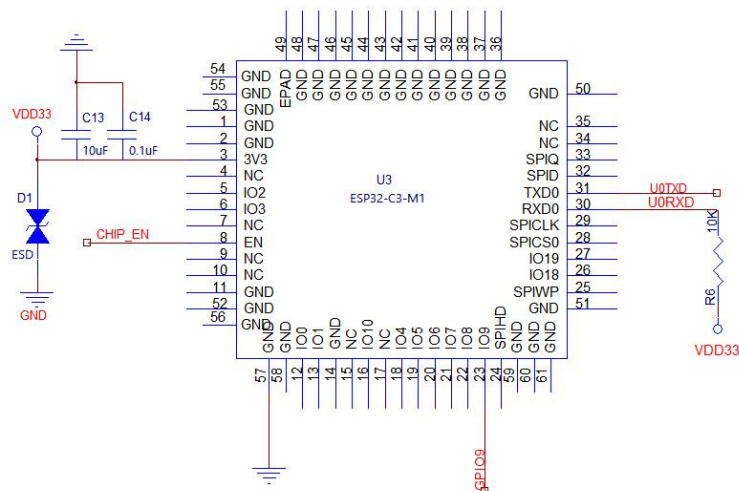 49 48 47 46 45 44 43 42 41 40 39 38 37 36
EPAD GND GND GND GND GND GND GND GND GND GND GND GND GND
54 GND
55 GND
53 GND
1 GND
2 GND
3 3V3
4 NC
5 IO2
6 IO3
7 NC
8 EN
9 NC
10 NC
11 GND
52 GND
56 GND
VDD33
C13
10uF
C14
0.1uF
D1
ESD
GND
CHIP_EN
U3
ESP32-C3-M1
GND 50
NC 35
NC 34
SPIQ 33
SPID 32
TXD0 31
RXD0 30
SPICLK 29
SPICS0 28
IO19 27
IO18 26
SPIWP 25
GND 51
U0TXD
U0RXD
10K
R6
VDD33
GND GND IO0 IO1 GND NC IO10 NC IO4 IO5 IO6 IO7 IO8 IO9 SPIHD GND GND GND
57 58 12 13 14 15 16 17 18 19 20 21 22 23 24 59 60 61
GPIO9